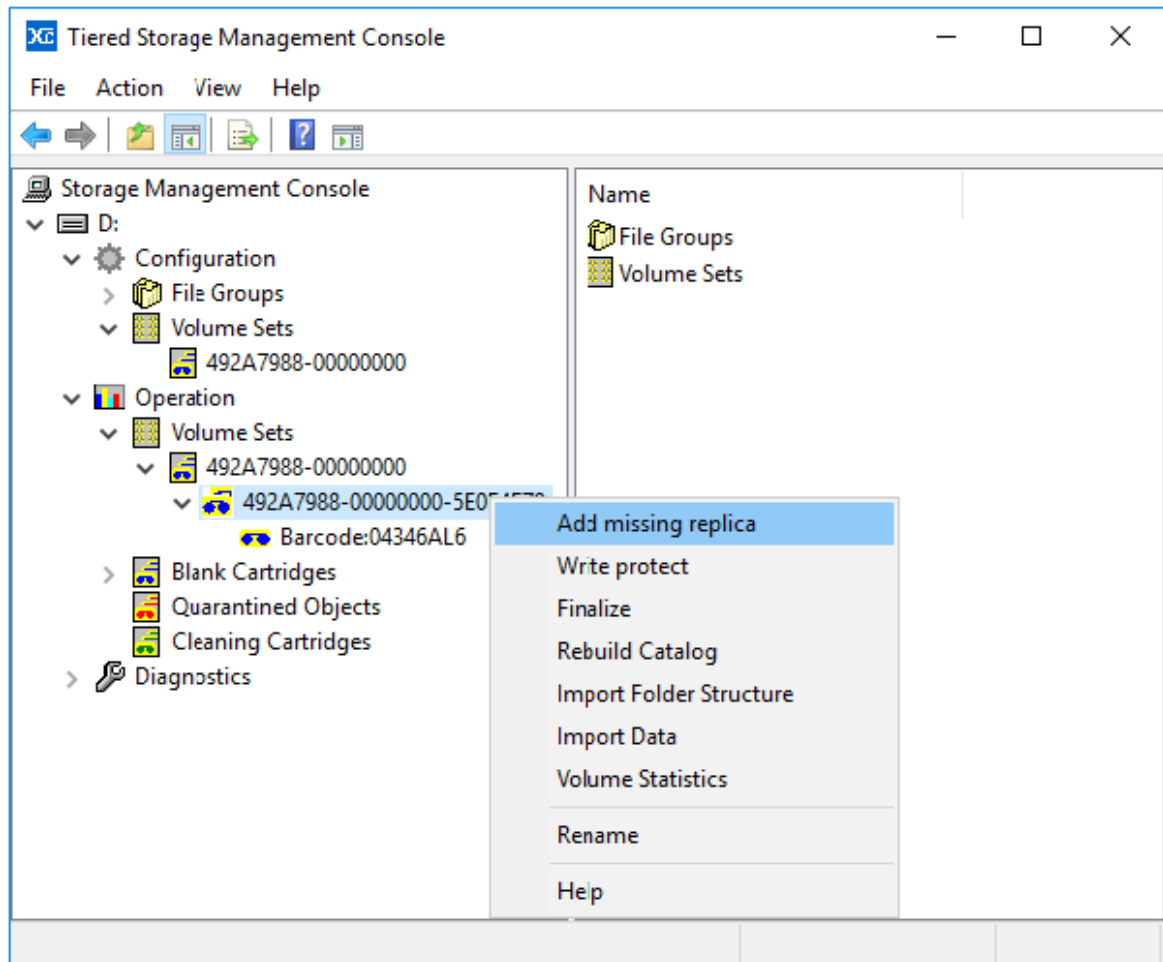 Tiered Storage Management Console
File Action View Help
Storage Management Console
D:
Configuration
File Groups
Volume Sets
492A7988-00000000
Operation
Volume Sets
492A7988-00000000
Barcode:04346AL6
Blank Cartridges
Quarantined Objects
Cleaning Cartridges
Diagnostics
Name
File Groups
Volume Sets
Add missing replica
Write protect
Finalize
Rebuild Catalog
Import Folder Structure
Import Data
Volume Statistics
Rename
Help